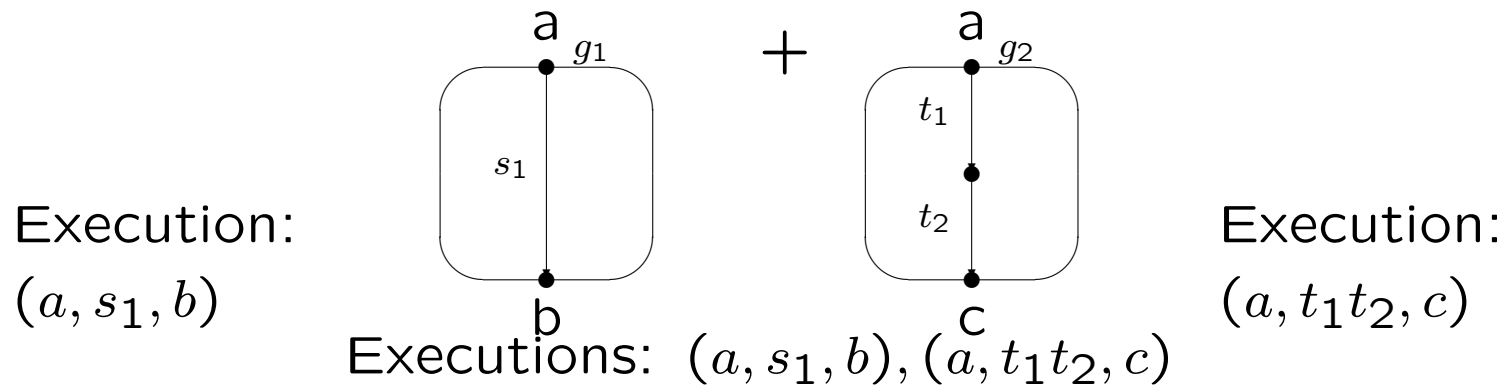 a a
g₁ + g₂
t₁
s₁
t₂
Execution: Execution:
(a, s₁, b) (a, t₁t₂, c)
b c
Executions: (a, s₁, b), (a, t₁t₂, c)